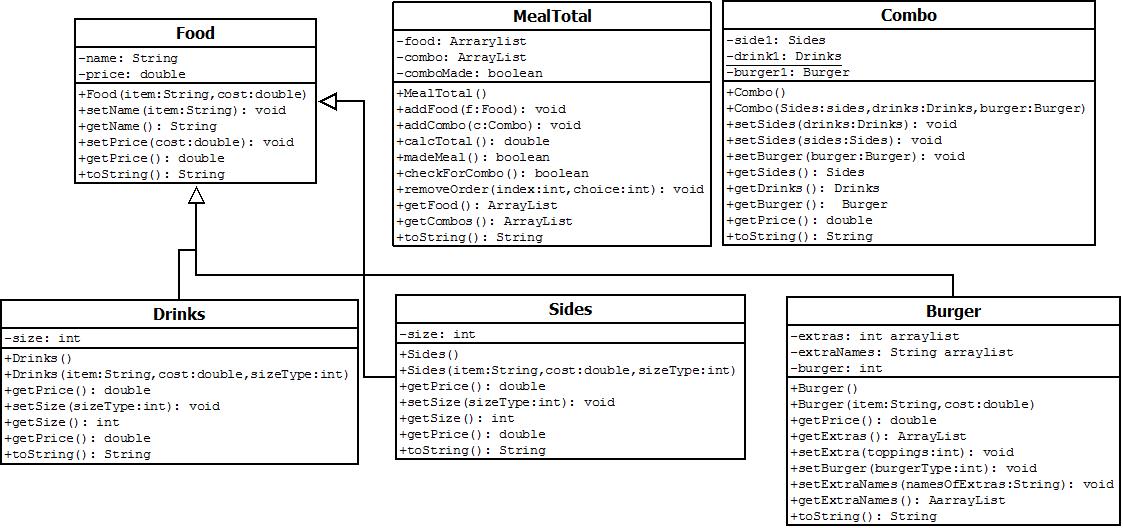 Food
-name: String
-price: double
+Food(item:String,cost:double)
+setName(item:String): void
+getName(): String
+setPrice(cost:double): void
+getPrice(): double
+toString(): String
MealTotal
-food: Arrarylist
-combo: ArrayList
-comboMade: boolean
+MealTotal()
+addFood(f:Food): void
+addCombo(c:Combo): void
+calcTotal(): double
+madeMeal(): boolean
+checkForCombo(): boolean
+removeOrder(index:int,choice:int): void
+getFood(): ArrayList
+getCombos(): ArrayList
+toString(): String
Combo
-side1: Sides
-drink1: Drinks
-burger1: Burger
+Combo()
+Combo(Sides:sides,drinks:Drinks,burger:Burger)
+setSides(drinks:Drinks): void
+setSides(sides:Sides): void
+setBurger(burger:Burger): void
+getSides(): Sides
+getDrinks(): Drinks
+getBurger(): Burger
+getPrice(): double
+toString(): String
Drinks
-size: int
+Drinks()
+Drinks(item:String,cost:double,sizeType:int)
+getPrice(): double
+setSize(sizeType:int): void
+getSize(): int
+getPrice(): double
+toString(): String
Sides
-size: int
+Sides()
+Sides(item:String,cost:double,sizeType:int)
+getPrice(): double
+setSize(sizeType:int): void
+getSize(): int
+getPrice(): double
+toString(): String
Burger
-extras: int arraylist
-extraNames: String arraylist
-burger: int
+Burger()
+Burger(item:String,cost:double)
+getPrice(): double
+getExtras(): ArrayList
+setExtra(toppings:int): void
+setBurger(burgerType:int): void
+setExtraNames(namesOfExtras:String): void
+getExtraNames(): AarrayList
+toString(): String